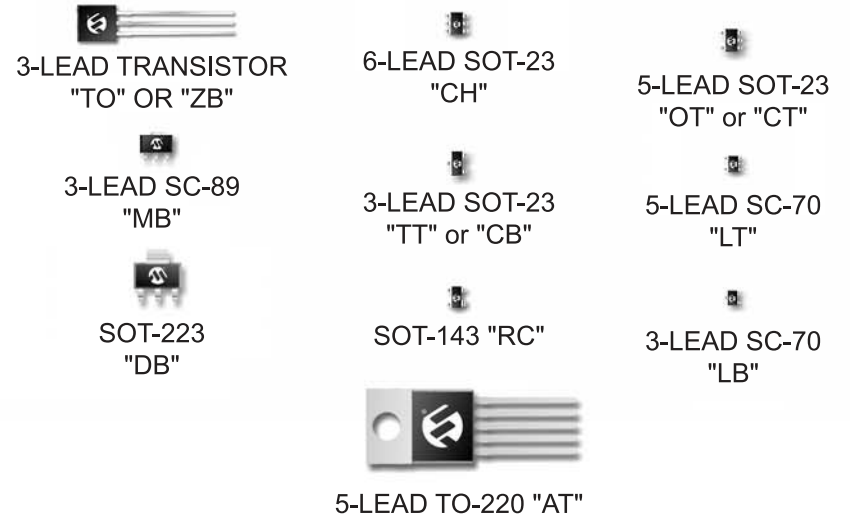 3-LEAD TRANSISTOR
"TO" OR "ZB"
6-LEAD SOT-23
"CH"
5-LEAD SOT-23
"OT" or "CT"
3-LEAD SC-89
"MB"
3-LEAD SOT-23
"TT" or "CB"
5-LEAD SC-70
"LT"
SOT-223
"DB"
SOT-143 "RC"
3-LEAD SC-70
"LB"
5-LEAD TO-220 "AT"